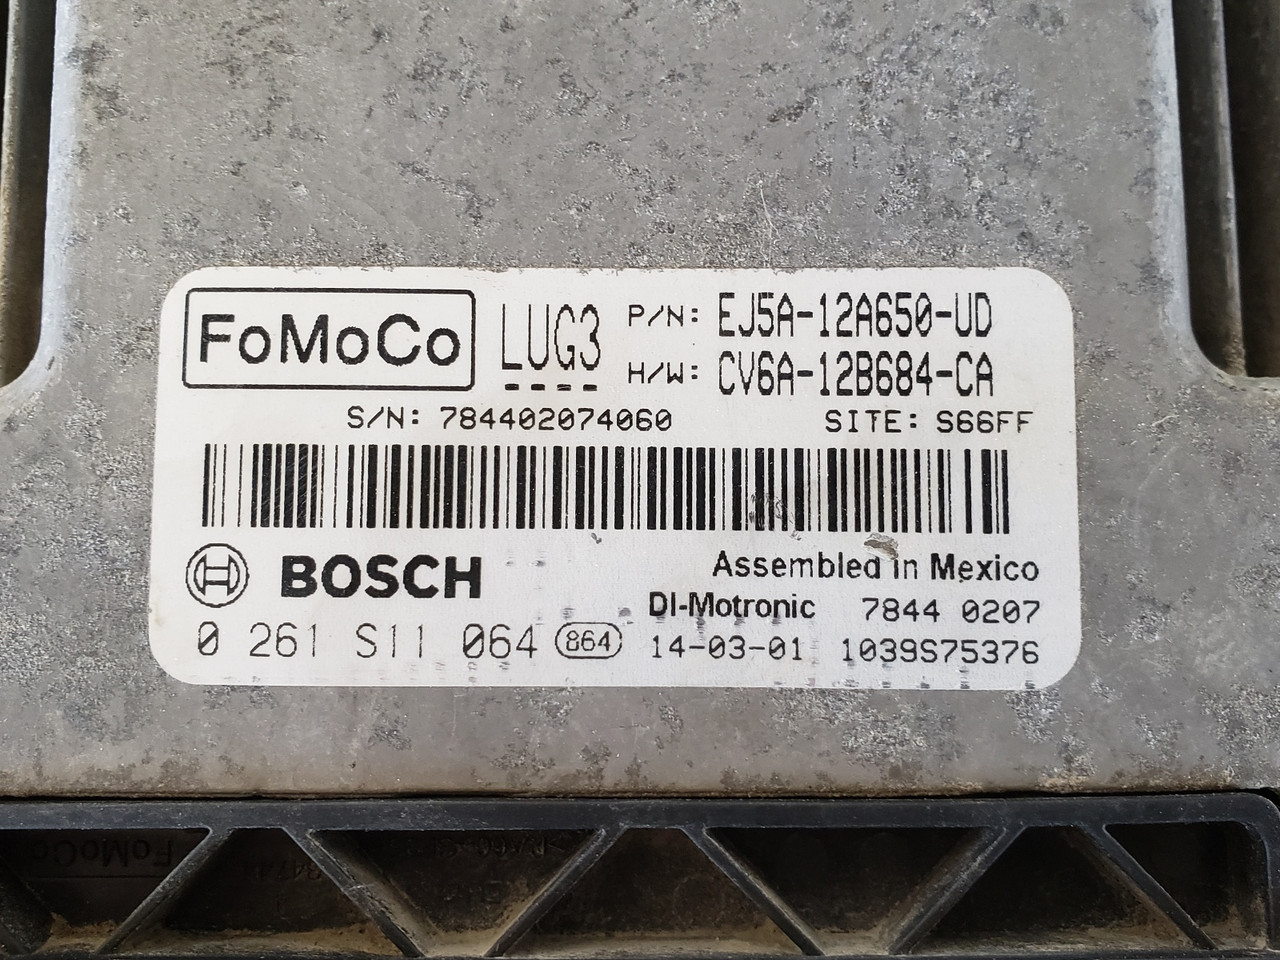 FoMoCo LUG3 P/N: EJ5A-12A650-UD
H/W: CV6A-12B684-CA
S/N: 784402074060 SITE: S66FF
BOSCH Assembled in Mexico
DI-Motronic 7844 0207
0 261 S11 064 864 14-03-01 1039S75376
FoMoCo